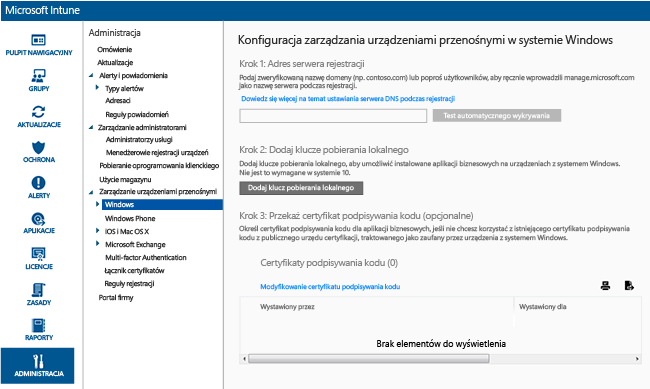 Microsoft Intune
PULPIT NAWIGACYJNY
GRUPY
AKTUALIZACJE
OCHRONA
ALERTY
APLIKACJE
LICENCJE
ZASADY
RAPORTY
ADMINISTRACJA
Administracja
Omówienie
Aktualizacje
Alerty i powiadomienia
Typy alertów
Adresaci
Reguły powiadomień
Zarządzanie administratorami
Administratorzy usługi
Menedżerowie rejestracji urządzeń
Pobieranie oprogramowania klienckiego
Użycie magazynu
Zarządzanie urządzeniami przenośnymi
Windows
Windows Phone
iOS i Mac OS X
Microsoft Exchange
Multi-factor Authentication
Łącznik certyfikatów
Reguły rejestracji
Portal firmy
Konfiguracja zarządzania urządzeniami przenośnymi w systemie Windows
Krok 1: Adres serwera rejestracji
Podaj zweryfikowaną nazwę domeny (np. contoso.com) lub poproś użytkowników, aby ręcznie wprowadzili manage.microsoft.com
jako nazwę serwera podczas rejestracji.
Dowiedz się więcej na temat ustawiania serwera DNS podczas rejestracji
Test automatycznego wykrywania
Krok 2: Dodaj klucze pobierania lokalnego
Dodaj klucze pobierania lokalnego, aby umożliwić instalowane aplikacji biznesowych na urządzeniach z systemem Windows.
Nie jest to wymagane w systemie 10.
Dodaj klucz pobierania lokalnego
Krok 3: Przekaż certyfikat podpisywania kodu (opcjonalne)
Określ certyfikat podpisywania kodu dla aplikacji biznesowych, jeśli nie chcesz korzystać z istniejącego certyfikatu podpisywania
kodu z publicznego urzędu certyfikacji, traktowanego jako zaufany przez urządzenia z systemem Windows.
Certyfikaty podpisywania kodu (0)
Modyfikowanie certyfikatu podpisywania kodu
Wystawiony przez
Wystawiony dla
Brak elementów do wyświetlenia